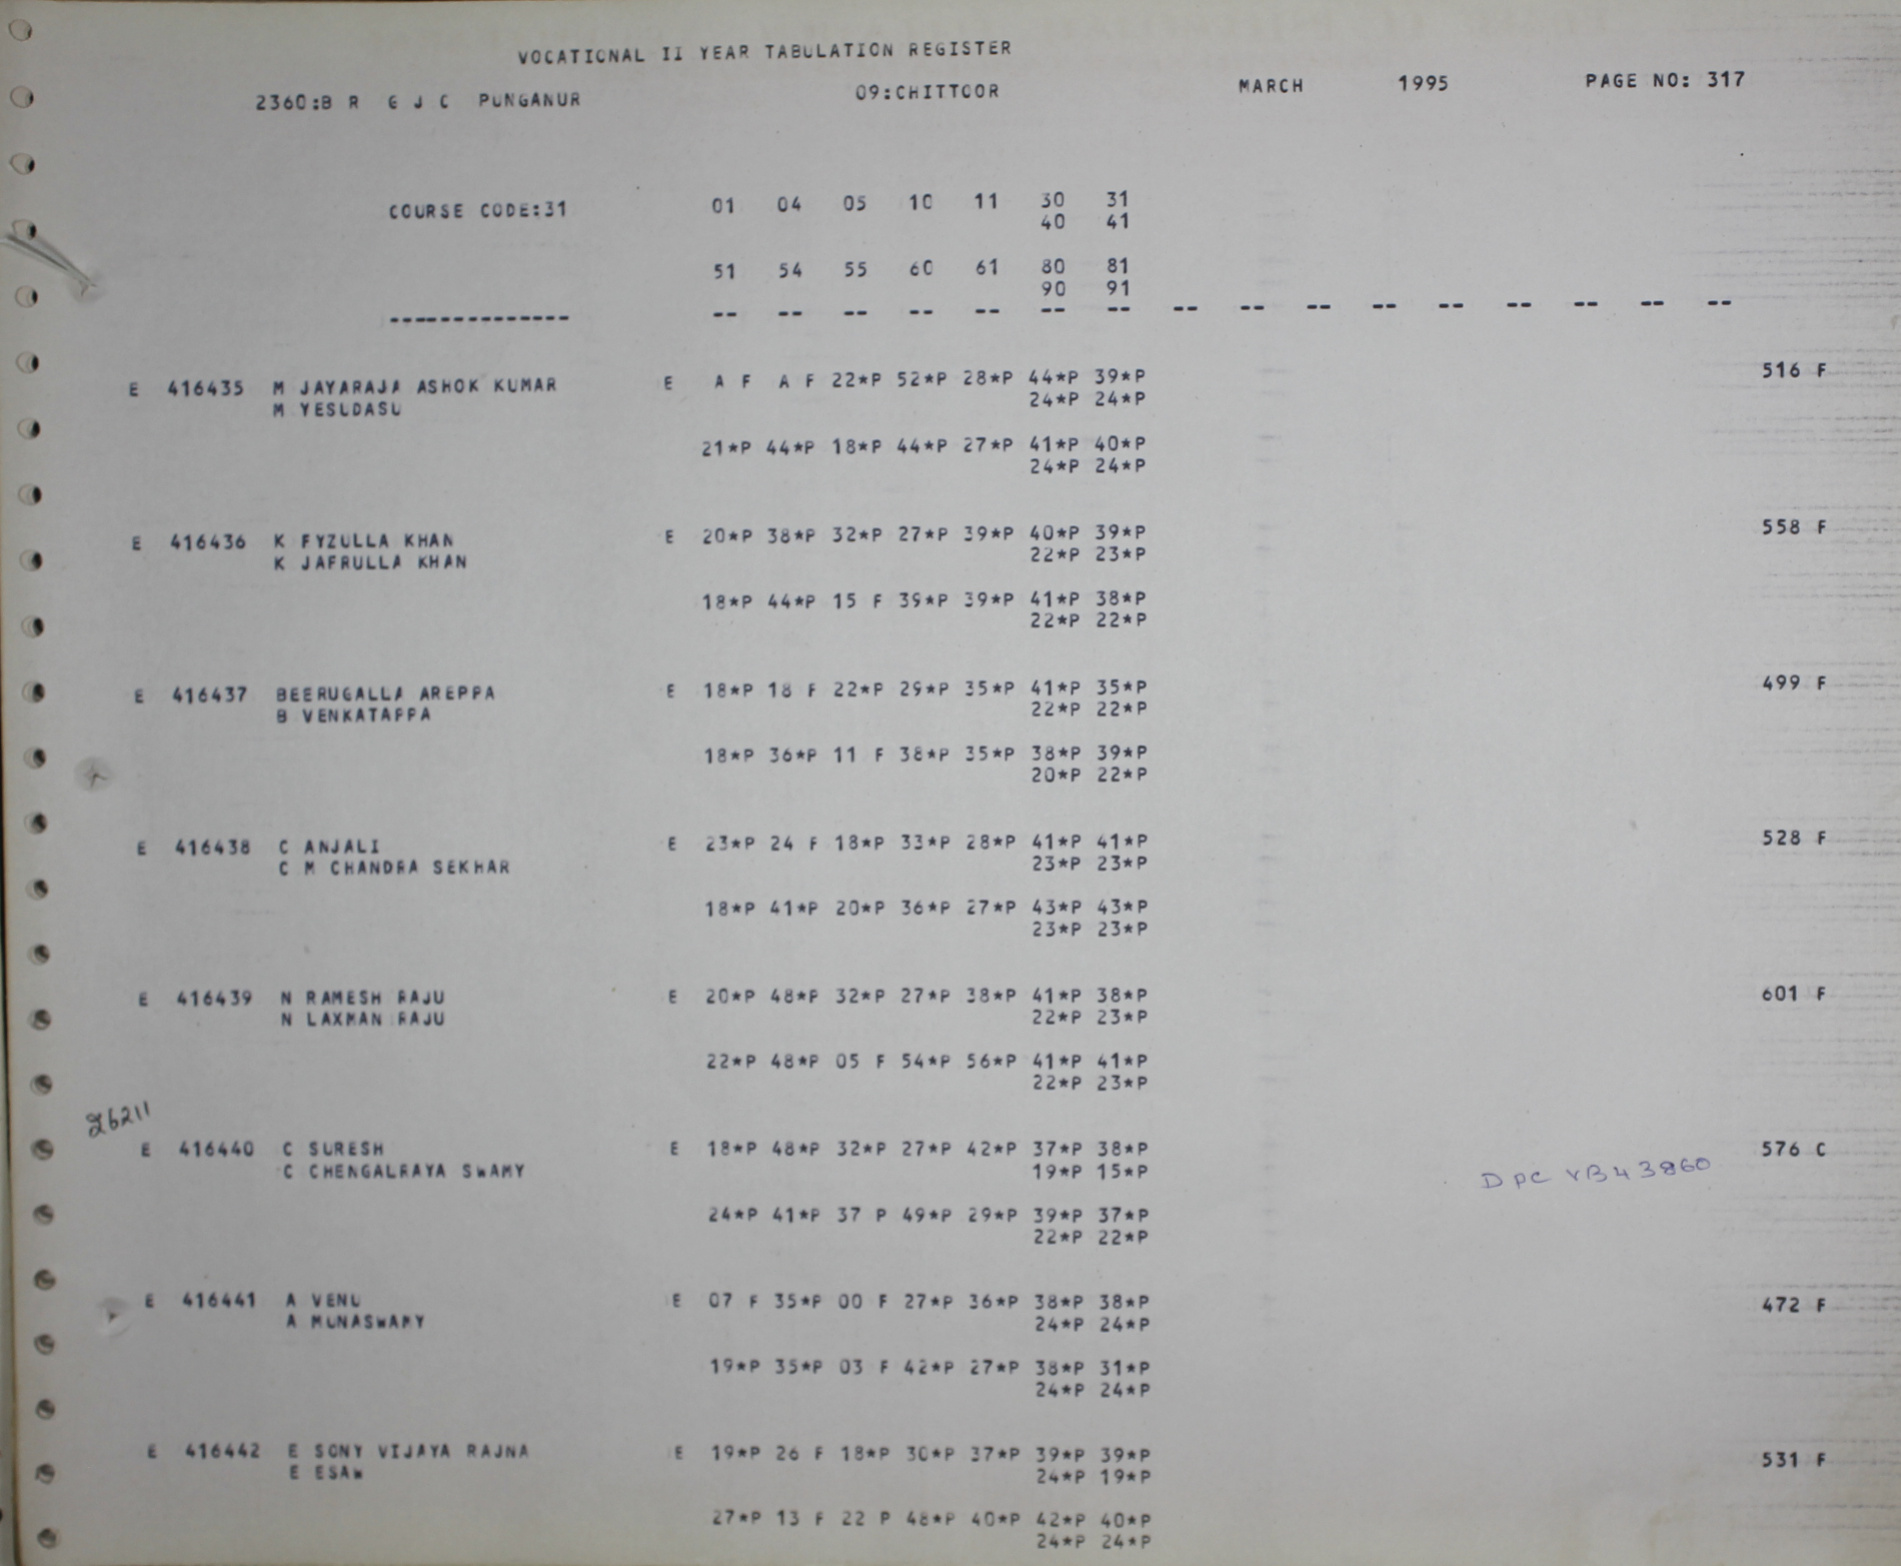 VOCATIONAL II YEAR TABULATION REGISTER
2360:B R G J C PUNGANUR 09:CHITTOOR MARCH 1995 PAGE NO: 317
COURSE CODE:31 01 04 05 10 11 30 31
40 41
51 54 55 60 61 80 81
90 91
-------------- -- -- -- -- -- -- -- -- -- -- -- -- -- -- -- -- --
E 416435 M JAYARAJA ASHOK KUMAR E A F A F 22*P 52*P 28*P 44*P 39*P 516 F
M YESUDASU 24*P 24*P
21*P 44*P 18*P 44*P 27*P 41*P 40*P
24*P 24*P
E 416436 K FYZULLA KHAN E 20*P 38*P 32*P 27*P 39*P 40*P 39*P 558 F
K JAFRULLA KHAN 22*P 23*P
18*P 44*P 15 F 39*P 39*P 41*P 38*P
22*P 22*P
E 416437 BEERUGALLA AREPPA E 18*P 18 F 22*P 29*P 35*P 41*P 35*P 499 F
B VENKATAPPA 22*P 22*P
18*P 36*P 11 F 38*P 35*P 38*P 39*P
20*P 22*P
E 416438 C ANJALI E 23*P 24 F 18*P 33*P 28*P 41*P 41*P 528 F
C M CHANDRA SEKHAR 23*P 23*P
18*P 41*P 20*P 36*P 27*P 43*P 43*P
23*P 23*P
E 416439 N RAMESH RAJU E 20*P 48*P 32*P 27*P 38*P 41*P 38*P 601 F
N LAXMAN RAJU 22*P 23*P
22*P 48*P 05 F 54*P 56*P 41*P 41*P
22*P 23*P
26211
E 416440 C SURESH E 18*P 48*P 32*P 27*P 42*P 37*P 38*P 576 C
C CHENGALRAYA SWAMY 19*P 15*P DPC VB43860
24*P 41*P 37 P 49*P 29*P 39*P 37*P
22*P 22*P
E 416441 A VENU E 07 F 35*P 00 F 27*P 36*P 38*P 38*P 472 F
A MUNASWAMY 24*P 24*P
19*P 35*P 03 F 42*P 27*P 38*P 31*P
24*P 24*P
E 416442 E SONY VIJAYA RAJNA E 19*P 26 F 18*P 30*P 37*P 39*P 39*P 531 F
E ESAW 24*P 19*P
27*P 13 F 22 P 48*P 40*P 42*P 40*P
24*P 24*P